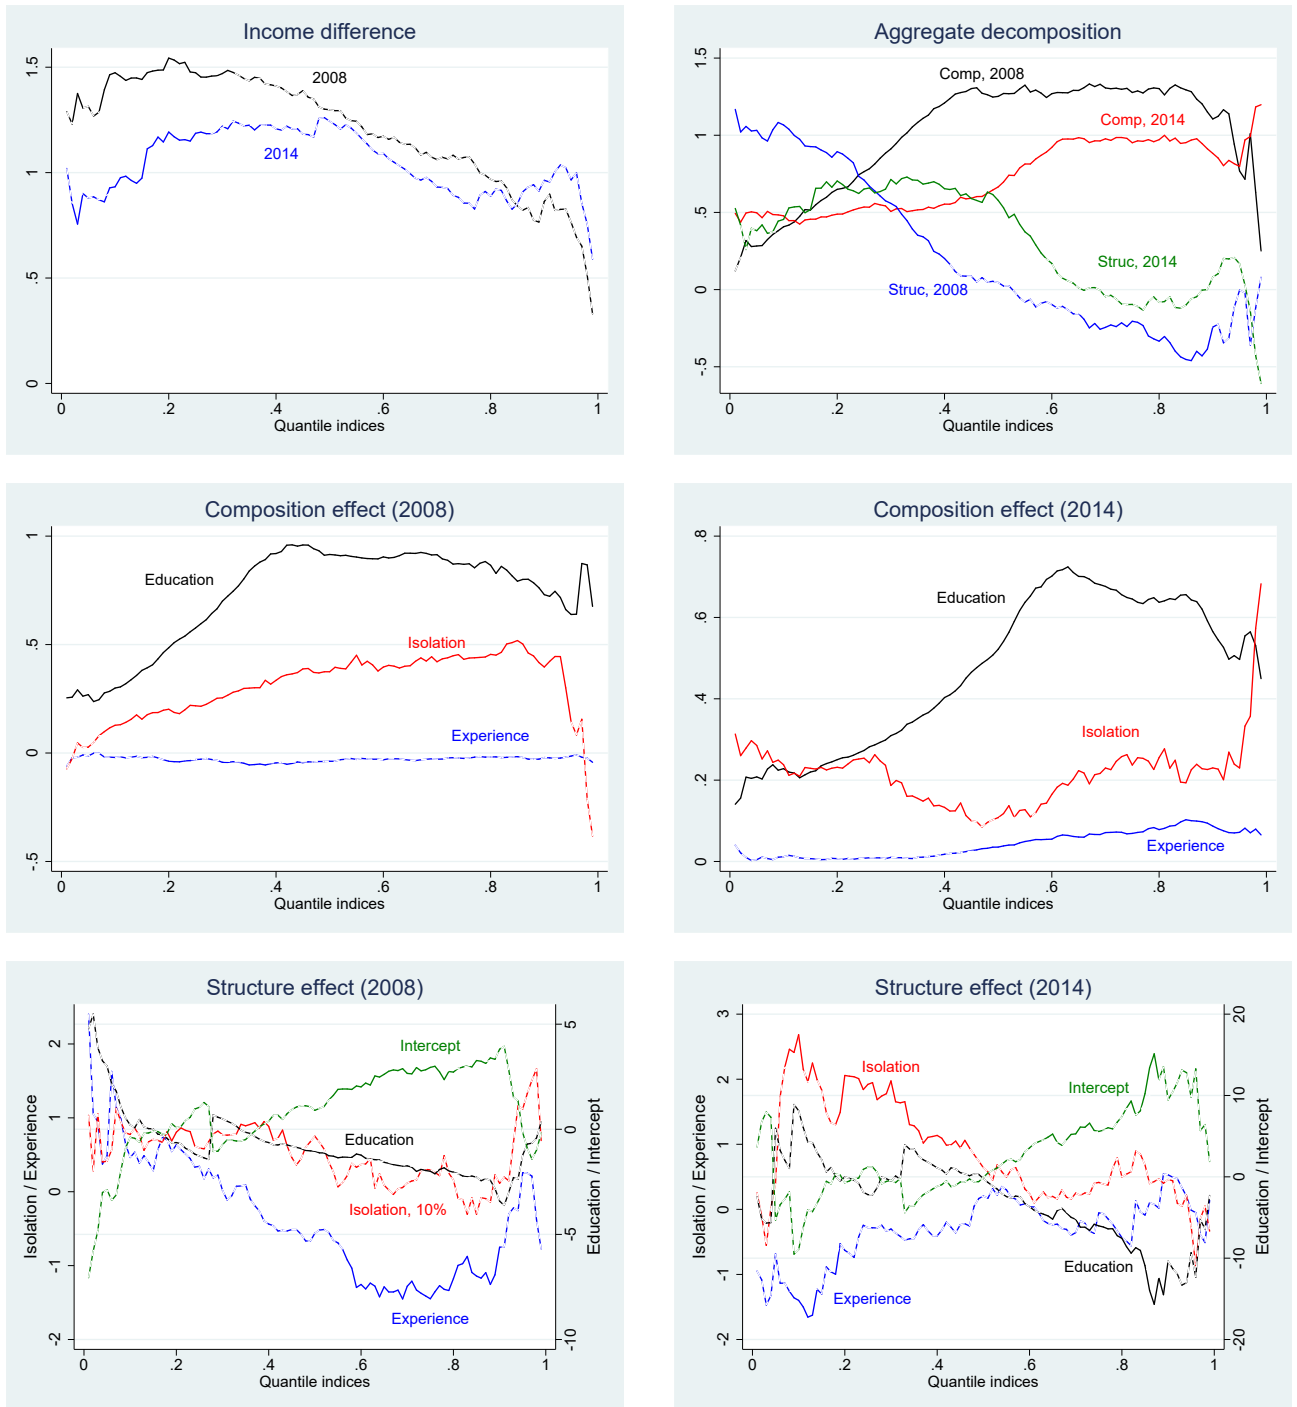 Income difference
1.5
1
.5
0
2008
2014
0 .2 .4 .6 .8 1
Quantile indices
Aggregate decomposition
1.5
1
.5
0
-.5
Comp, 2008
Comp, 2014
Struc, 2014
Struc, 2008
0 .2 .4 .6 .8 1
Quantile indices
Composition effect (2008)
1
.5
0
-.5
Education
Isolation
Experience
0 .2 .4 .6 .8 1
Quantile indices
Composition effect (2014)
.8
.6
.4
.2
0
Education
Isolation
Experience
0 .2 .4 .6 .8 1
Quantile indices
Structure effect (2008)
Isolation / Experience
2
1
0
-1
-2
Intercept
Education
Isolation, 10%
Experience
5
0
-5
-10
Education / Intercept
0 .2 .4 .6 .8 1
Quantile indices
Structure effect (2014)
Isolation / Experience
3
2
1
0
-1
-2
Isolation
Intercept
Education
Experience
20
10
0
-10
-20
Education / Intercept
0 .2 .4 .6 .8 1
Quantile indices